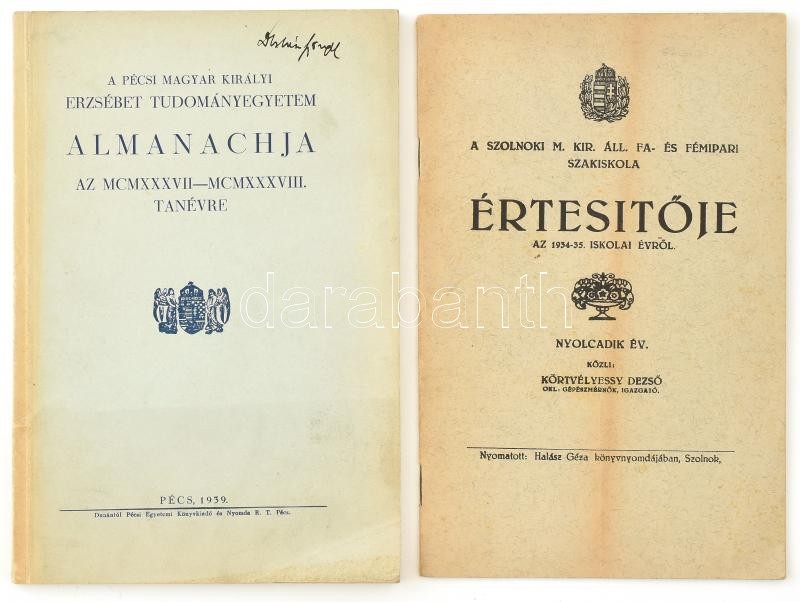 A PÉCSI MAGYAR KIRÁLYI
ERZSÉBET TUDOMÁNYEGYETEM
ALMANACHJA
AZ MCMXXXVII—MCMXXXVIII.
TANÉVRE
PÉCS, 1939.
Dunántúl Pécsi Egyetemi Könyvkiadó és Nyomda R. T. Pécs.
A SZOLNOKI M. KIR. ÁLL. FA- ÉS FÉMIPARI
SZAKISKOLA
ÉRTESITŐJE
AZ 1934-35. ISKOLAI ÉVRŐL.
NYOLCADIK ÉV.
KÖZLI:
KÖRTVÉLYESSY DEZSŐ
OKL. GÉPÉSZMÉRNÖK, IGAZGATÓ.
Nyomatott: Halász Géza könyvnyomdájában, Szolnok,
darabanth